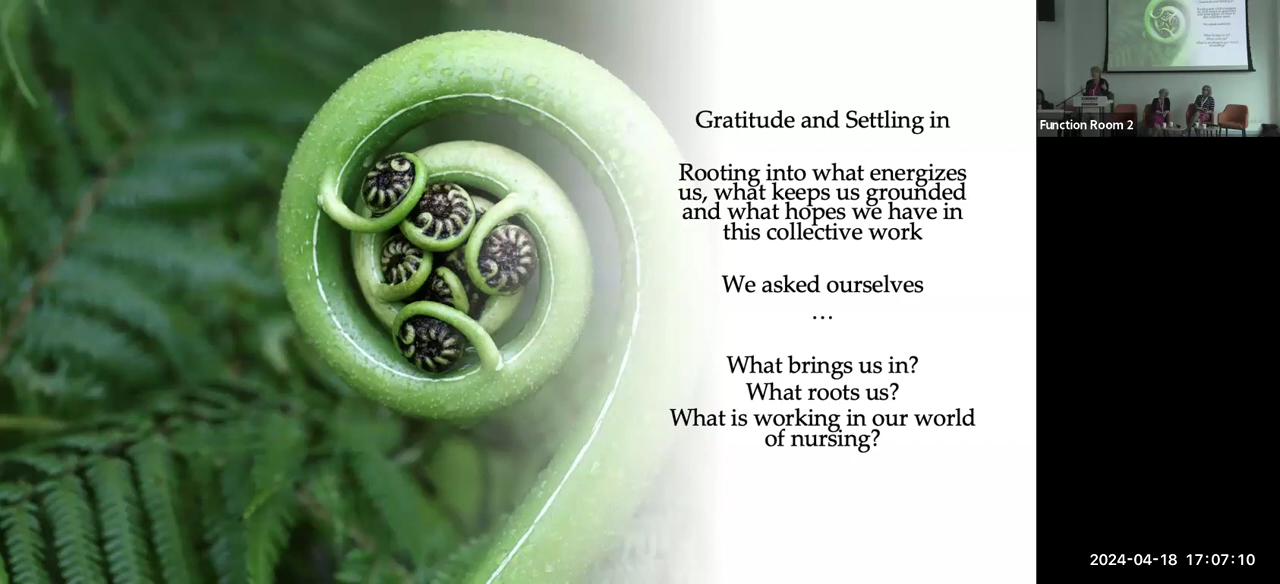 Gratitude and Settling in
Rooting into what energizes
us, what keeps us grounded
and what hopes we have in
this collective work
We asked ourselves
…
What brings us in?
What roots us?
What is working in our world
of nursing?
Function Room 2
2024-04-18 17:07:10